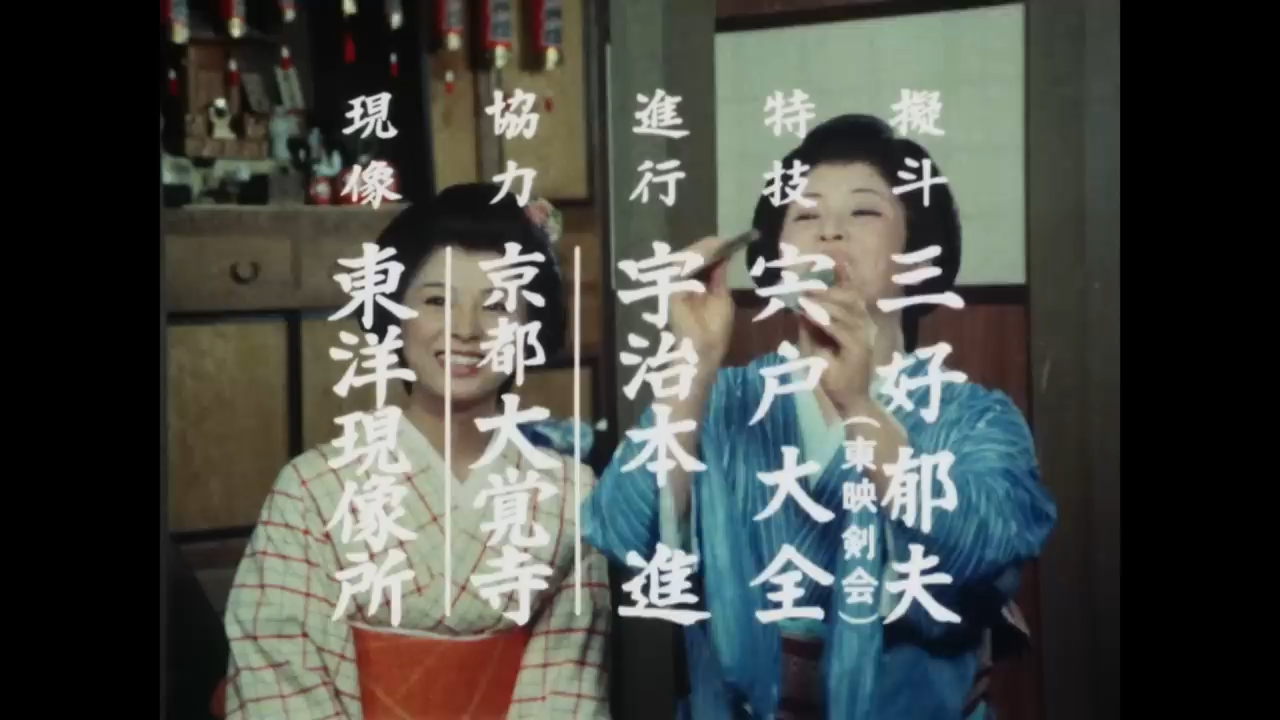 擬斗 三好郁夫
(東映剣会)
特技 宍戸大全
進行 宇治本進
協力 京都大覚寺
現像 東洋現像所